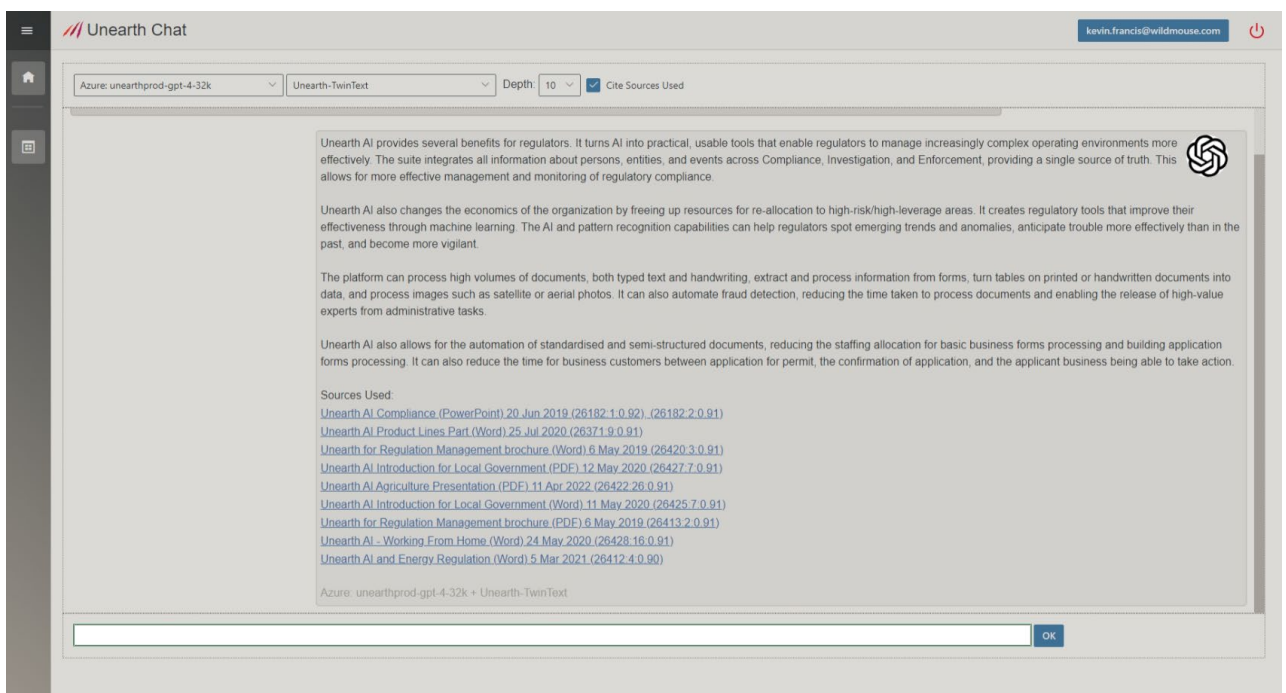 Unearth Chat
kevin.francis@wildmouse.com
Azure: unearthprod-gpt-4-32k
Unearth-TwinText
Depth: 10
Cite Sources Used
Unearth AI provides several benefits for regulators. It turns AI into practical, usable tools that enable regulators to manage increasingly complex operating environments more
effectively. The suite integrates all information about persons, entities, and events across Compliance, Investigation, and Enforcement, providing a single source of truth. This
allows for more effective management and monitoring of regulatory compliance.
Unearth AI also changes the economics of the organization by freeing up resources for re-allocation to high-risk/high-leverage areas. It creates regulatory tools that improve their
effectiveness through machine learning. The AI and pattern recognition capabilities can help regulators spot emerging trends and anomalies, anticipate trouble more effectively than in the
past, and become more vigilant.
The platform can process high volumes of documents, both typed text and handwriting, extract and process information from forms, turn tables on printed or handwritten documents into
data, and process images such as satellite or aerial photos. It can also automate fraud detection, reducing the time taken to process documents and enabling the release of high-value
experts from administrative tasks.
Unearth AI also allows for the automation of standardised and semi-structured documents, reducing the staffing allocation for basic business forms processing and building application
forms processing. It can also reduce the time for business customers between application for permit, the confirmation of application, and the applicant business being able to take action.
Sources Used:
Unearth AI Compliance (PowerPoint) 20 Jun 2019 (26182:1:0.92), (26182:2:0.91)
Unearth AI Product Lines Part (Word) 25 Jul 2020 (26371:9:0.91)
Unearth for Regulation Management brochure (Word) 6 May 2019 (26420:3:0.91)
Unearth AI Introduction for Local Government (PDF) 12 May 2020 (26427:7:0.91)
Unearth AI Agriculture Presentation (PDF) 11 Apr 2022 (26422:26:0.91)
Unearth AI Introduction for Local Government (Word) 11 May 2020 (26425:7:0.91)
Unearth for Regulation Management brochure (PDF) 6 May 2019 (26413:2:0.91)
Unearth AI - Working From Home (Word) 24 May 2020 (26428:16:0.91)
Unearth AI and Energy Regulation (Word) 5 Mar 2021 (26412:4:0.90)
Azure: unearthprod-gpt-4-32k + Unearth-TwinText
OK